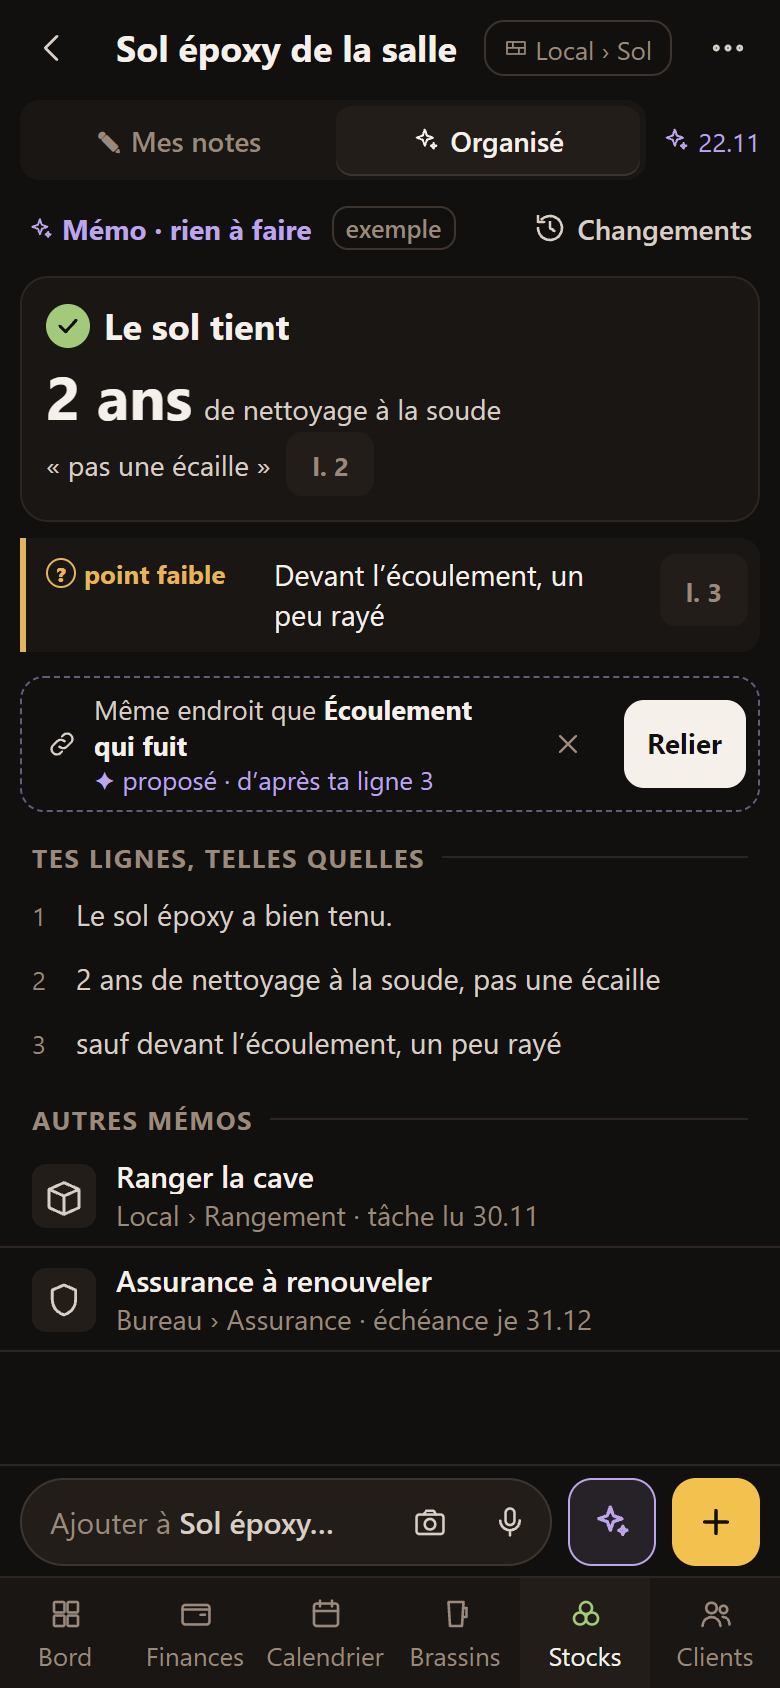 Sol époxy de la salle
Local › Sol
Mes notes
Organisé
22.11
Mémo · rien à faire
exemple
Changements
Le sol tient
2 ans de nettoyage à la soude
« pas une écaille » l. 2
? point faible
Devant l’écoulement, un
peu rayé
l. 3
Même endroit que Écoulement
qui fuit
proposé · d’après ta ligne 3
Relier
TES LIGNES, TELLES QUELLES
1 Le sol époxy a bien tenu.
2 2 ans de nettoyage à la soude, pas une écaille
3 sauf devant l’écoulement, un peu rayé
AUTRES MÉMOS
Ranger la cave
Local › Rangement · tâche lu 30.11
Assurance à renouveler
Bureau › Assurance · échéance je 31.12
Ajouter à Sol époxy...
Bord
Finances
Calendrier
Brassins
Stocks
Clients